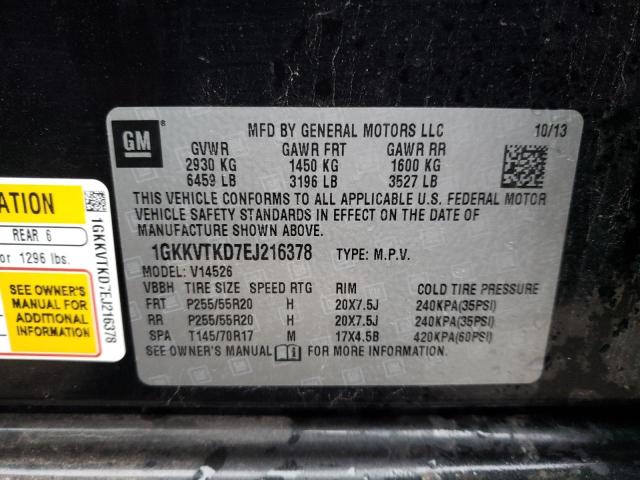 GM
MFD BY GENERAL MOTORS LLC 10/13
GVWR GAWR FRT GAWR RR
2930 KG 1450 KG 1600 KG
6459 LB 3196 LB 3527 LB
THIS VEHICLE CONFORMS TO ALL APPLICABLE U.S. FEDERAL MOTOR
VEHICLE SAFETY STANDARDS IN EFFECT ON THE DATE OF
MANUFACTURE SHOWN ABOVE.
1GKKVTKD7EJ216378 TYPE: M.P.V.
MODEL: V14526
VBBH TIRE SIZE SPEED RTG RIM COLD TIRE PRESSURE
FRT P255/55R20 H 20X7.5J 240KPA(35PSI)
RR P255/55R20 H 20X7.5J 240KPA(35PSI)
SPA T145/70R17 M 17X4.5B 420KPA(60PSI)
SEE OWNER'S MANUAL FOR MORE INFORMATION.
ATION
REAR 6
or 1296 lbs.
SEE OWNER'S
MANUAL FOR
ADDITIONAL
INFORMATION
1GKKVTKD7EJ216378